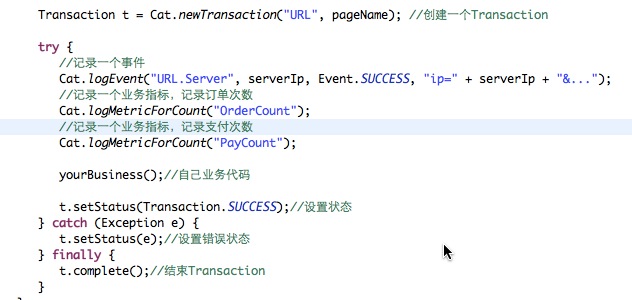 Transaction t = Cat.newTransaction("URL", pageName); //创建一个Transaction
try {
//记录一个事件
Cat.logEvent("URL.Server", serverIp, Event.SUCCESS, "ip=" + serverIp + "&...");
//记录一个业务指标，记录订单次数
Cat.logMetricForCount("OrderCount");
//记录一个业务指标，记录支付次数
Cat.logMetricForCount("PayCount");
yourBusiness();//自己业务代码
t.setStatus(Transaction.SUCCESS);//设置状态
} catch (Exception e) {
t.setStatus(e);//设置错误状态
} finally {
t.complete();//结束Transaction
}